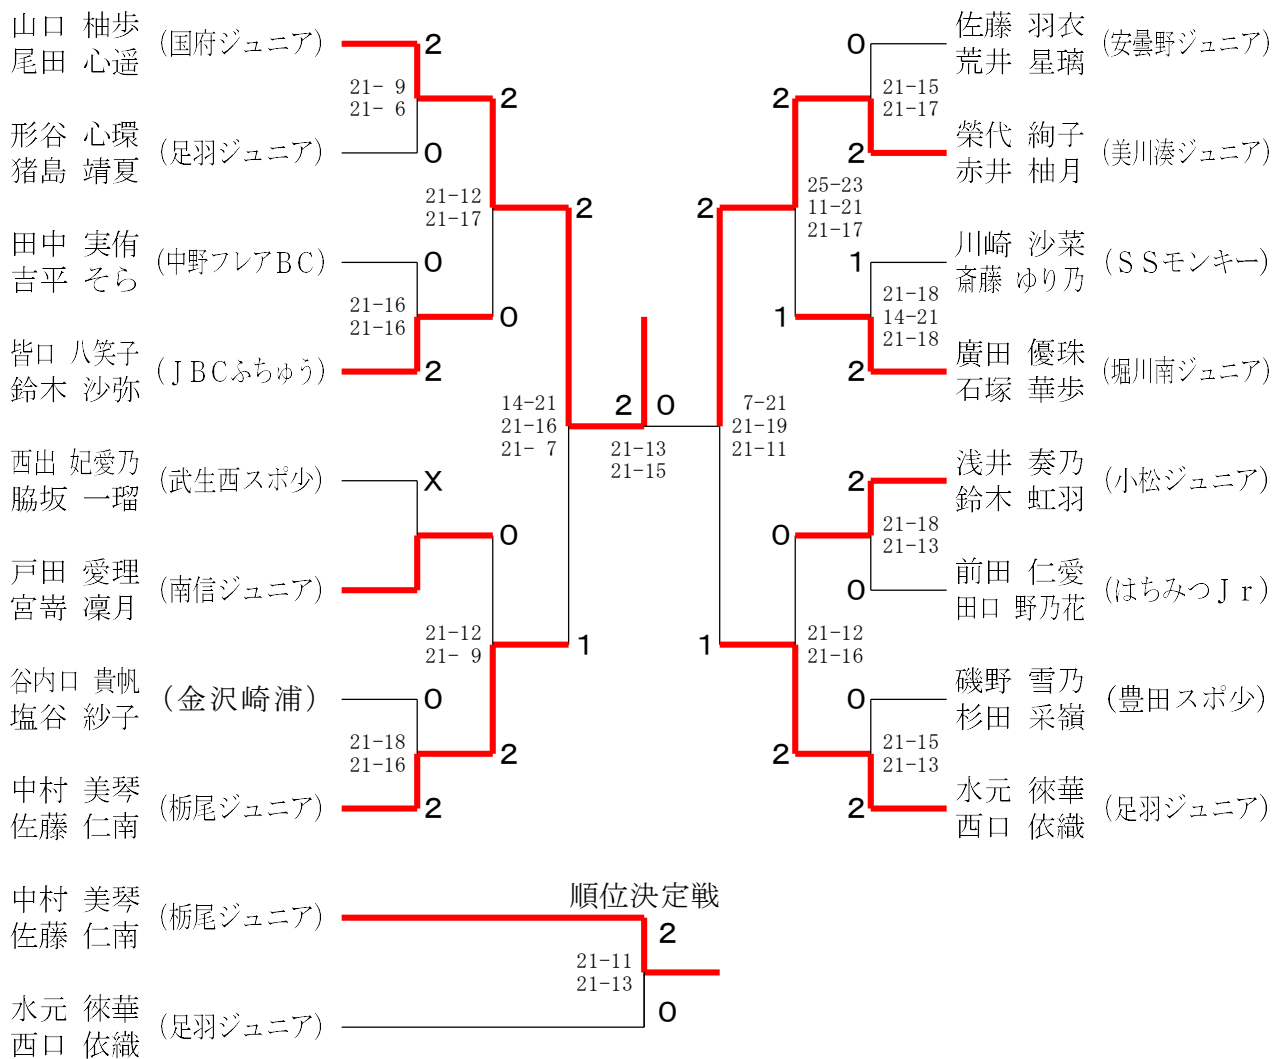 山口 柚歩
尾田 心遥
(国府ジュニア)
2
21- 9
21- 6
2
形谷 心環
猪島 靖夏
(足羽ジュニア)
0
21-12
21-17
2
田中 実侑
吉平 そら
(中野フレアBC)
0
21-16
21-16
0
皆口 八笑子
鈴木 沙弥
(JBCふちゅう)
2
14-21
21-16
21- 7
西出 妃愛乃
脇坂 一瑠
(武生西スポ少)
X
0
戸田 愛理
宮嵜 凜月
(南信ジュニア)
21-12
21- 9
1
谷内口 貴帆
塩谷 紗子
(金沢崎浦)
0
21-18
21-16
2
中村 美琴
佐藤 仁南
(栃尾ジュニア)
2
2 0
21-13
21-15
佐藤 羽衣
荒井 星璃
(安曇野ジュニア)
0
21-15
21-17
2
榮代 絢子
赤井 柚月
(美川湊ジュニア)
2
25-23
11-21
21-17
2
川崎 沙菜
斎藤 ゆり乃
(SSモンキー)
1
21-18
14-21
21-18
1
廣田 優珠
石塚 華歩
(堀川南ジュニア)
2
7-21
21-19
21-11
浅井 奏乃
鈴木 虹羽
(小松ジュニア)
2
21-18
21-13
0
前田 仁愛
田口 野乃花
(はちみつJr)
0
21-12
21-16
1
磯野 雪乃
杉田 采嶺
(豊田スポ少)
0
21-15
21-13
2
水元 徠華
西口 依織
(足羽ジュニア)
2
順位決定戦
中村 美琴
佐藤 仁南
(栃尾ジュニア)
2
21-11
21-13
水元 徠華
西口 依織
(足羽ジュニア)
0